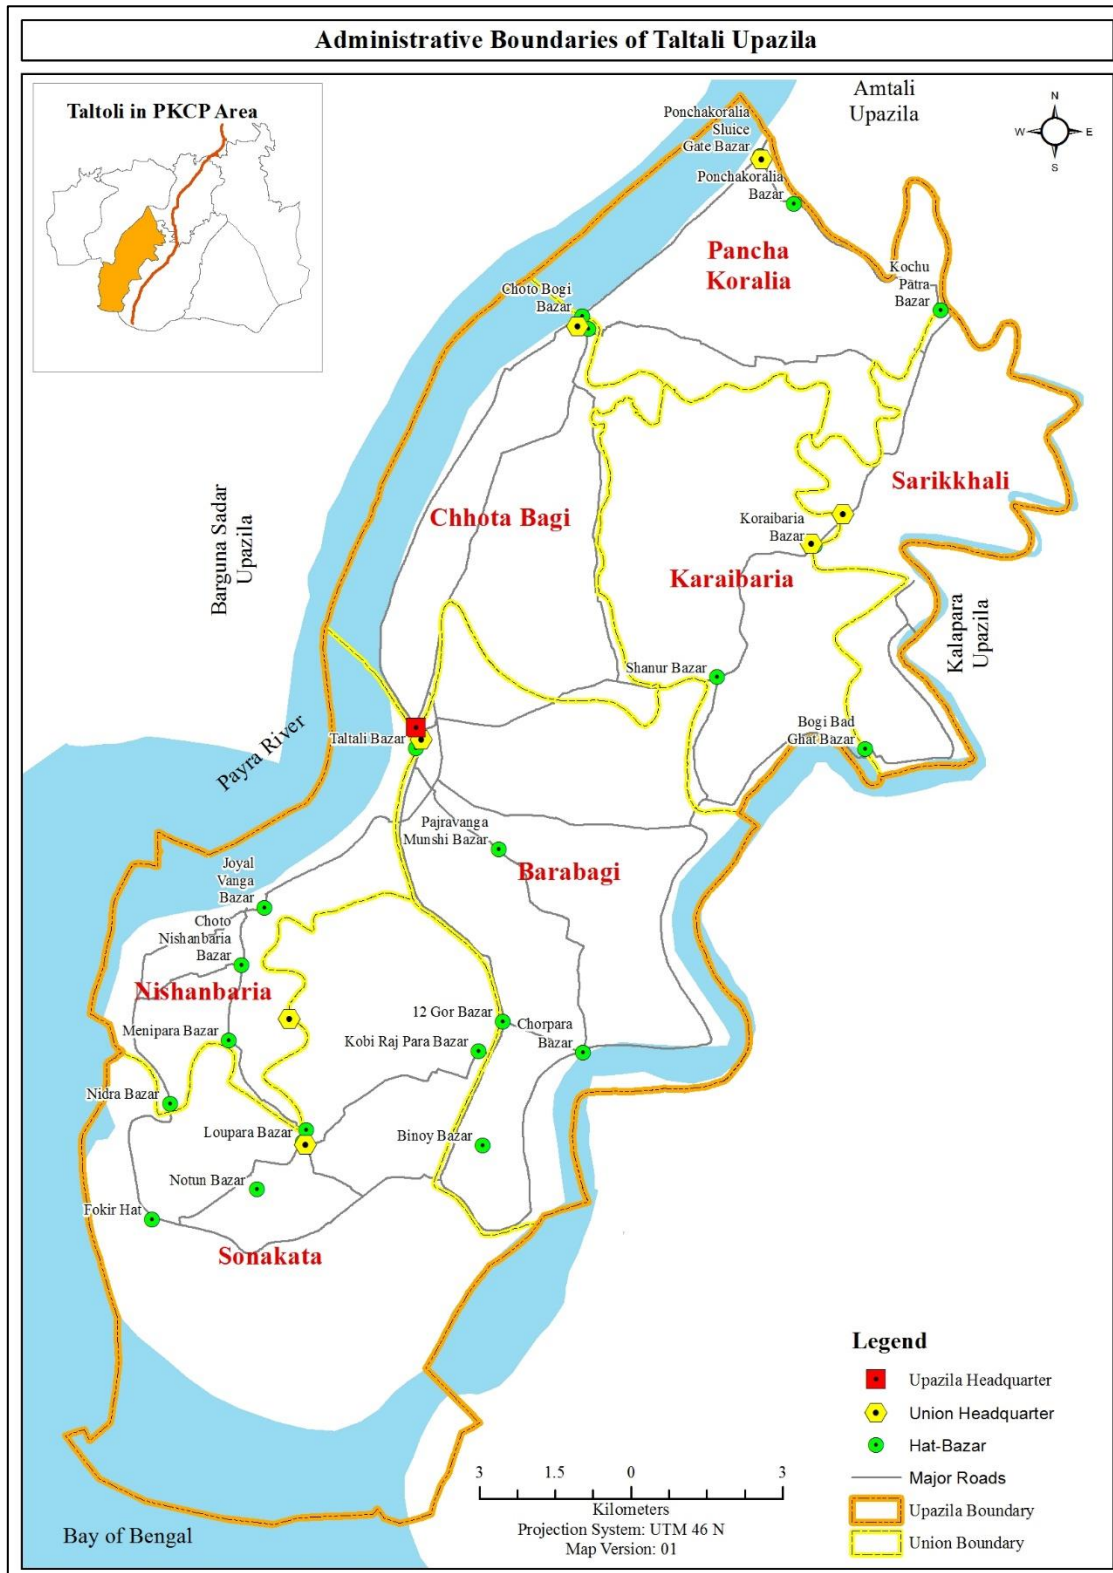 Administrative Boundaries of Taltali Upazila
Taltoli in PKCP Area
Amtali
Upazila
N
W
E
S
Ponchakoralia
Sluice
Gate Bazar
Ponchakoralia
Bazar
Pancha
Koralia
Kochu
Patra
Bazar
Choto Bogi
Bazar
Sarikkhali
Chhota Bagi
Koraibaria
Bazar
Barguna Sadar
Upazila
Karaibaria
Kalapara
Upazila
Shanur Bazar
Bogi Bad
Ghat Bazar
Taltali Bazar
Payra River
Pajravanga
Munshi Bazar
Barabagi
Joyal
Vanga
Bazar
Choto
Nishanbaria
Bazar
Nishanbaria
12 Gor Bazar
Chorpara
Bazar
Menipara Bazar
Kobi Raj Para Bazar
Nidra Bazar
Loupara Bazar
Binoy Bazar
Notun Bazar
Fokir Hat
Sonakata
Legend
Upazila Headquarter
Union Headquarter
Hat-Bazar
Major Roads
Upazila Boundary
Union Boundary
3 1.5 0 3
Kilometers
Projection System: UTM 46 N
Map Version: 01
Bay of Bengal